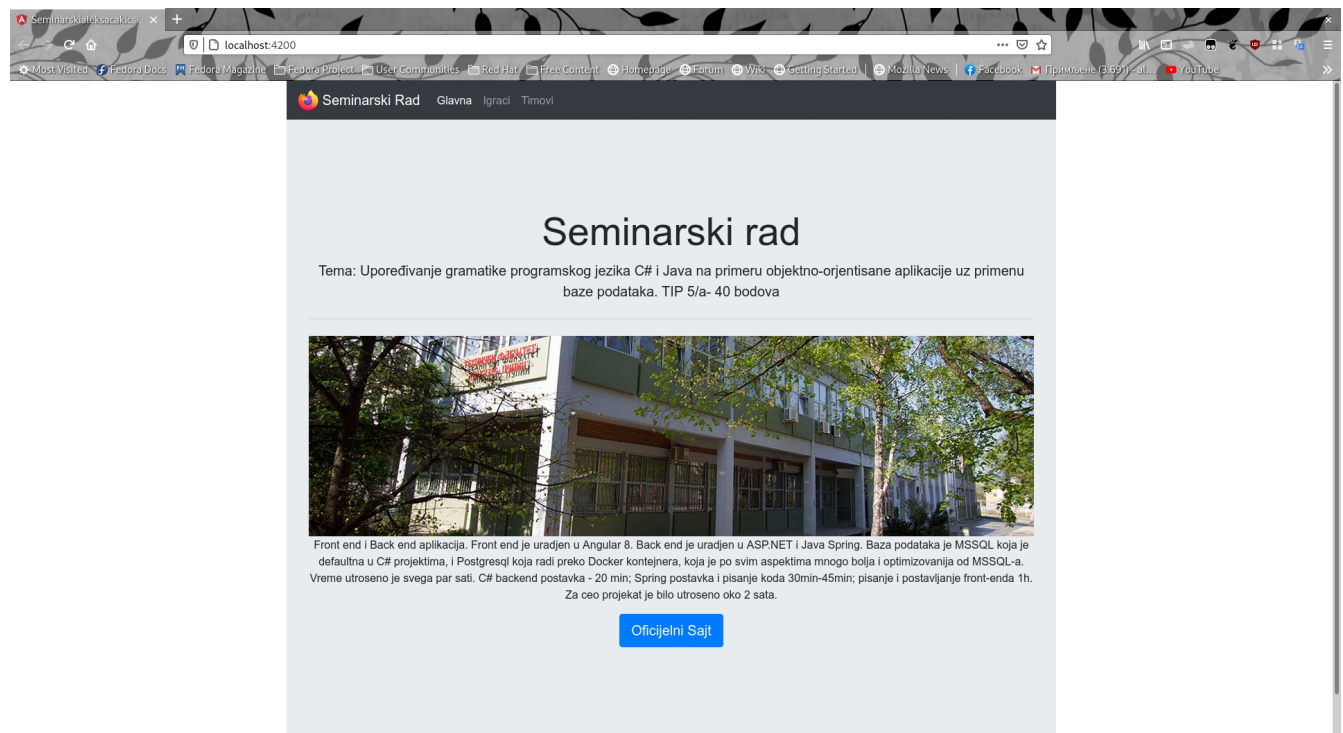 Seminarskialeksacakics
localhost:4200
Most Visited Fedora Docs Fedora Magazine Fedora Project User Communities Red Hat Free Content Homepage Forum Wiki Getting Started Mozilla News Facebook Примљене (3.691) - al... YouTube
Seminarski Rad Glavna Igraci Timovi
Seminarski rad
Tema: Upoređivanje gramatike programskog jezika C# i Java na primeru objektno-orjentisane aplikacije uz primenu
baze podataka. TIP 5/a- 40 bodova
Front end i Back end aplikacija. Front end je uradjen u Angular 8. Back end je uradjen u ASP.NET i Java Spring. Baza podataka je MSSQL koja je
defaultna u C# projektima, i Postgresql koja radi preko Docker kontejnera, koja je po svim aspektima mnogo bolja i optimizovanija od MSSQL-a.
Vreme utroseno je svega par sati. C# backend postavka - 20 min; Spring postavka i pisanje koda 30min-45min; pisanje i postavljanje front-enda 1h.
Za ceo projekat je bilo utroseno oko 2 sata.
Oficijelni Sajt